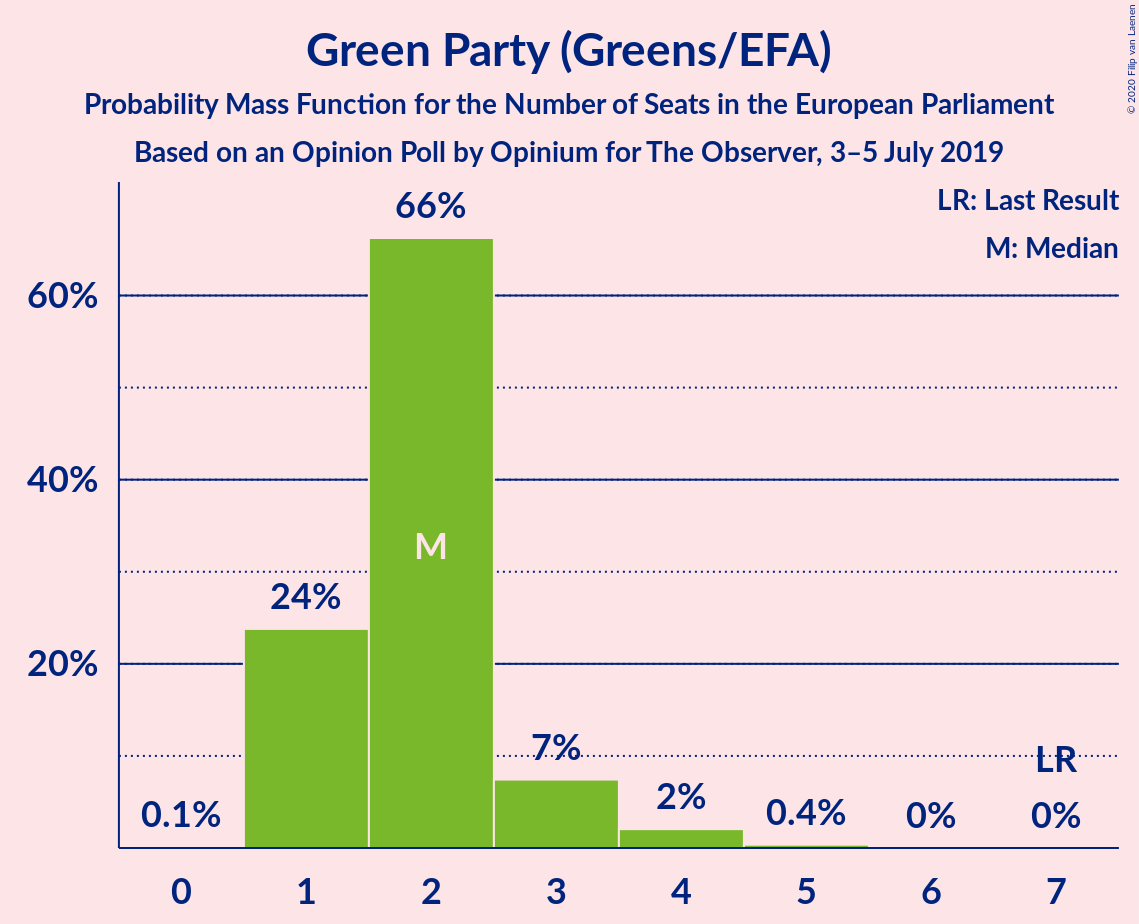 Green Party (Greens/EFA)
Probability Mass Function for the Number of Seats in the European Parliament
Based on an Opinion Poll by Opinium for The Observer, 3–5 July 2019
© 2020 Filip van Laenen
LR: Last Result
M: Median
66%
60%
40%
M
24%
20%
7%
LR
0.1%
2%
0.4%
0%
0%
0 1 2 3 4 5 6 7